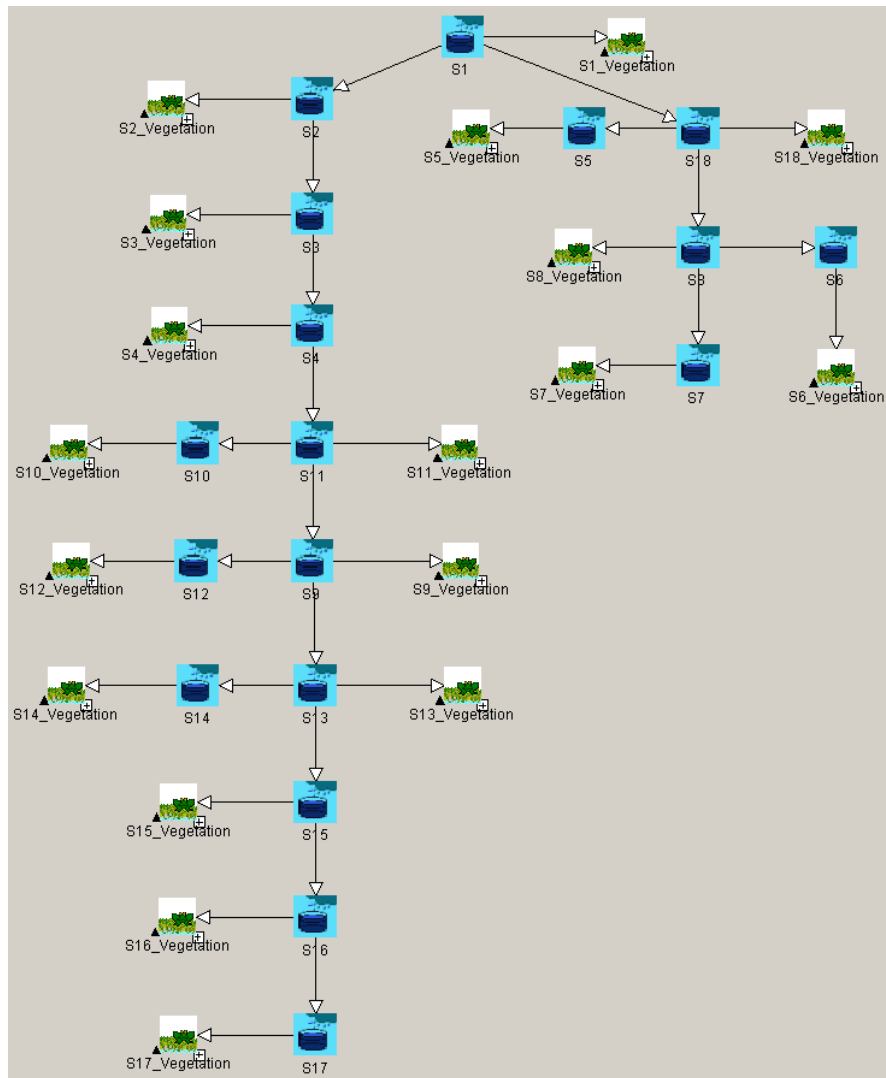 S1
S1_Vegetation
S2
S2_Vegetation
S5_Vegetation
S5
S18
S18_Vegetation
S3_Vegetation
S3
S8_Vegetation
S8
S6
S4_Vegetation
S4
S7_Vegetation
S7
S6_Vegetation
S10_Vegetation
S10
S11
S11_Vegetation
S12_Vegetation
S12
S9
S9_Vegetation
S14_Vegetation
S14
S13
S13_Vegetation
S15_Vegetation
S15
S16_Vegetation
S16
S17_Vegetation
S17